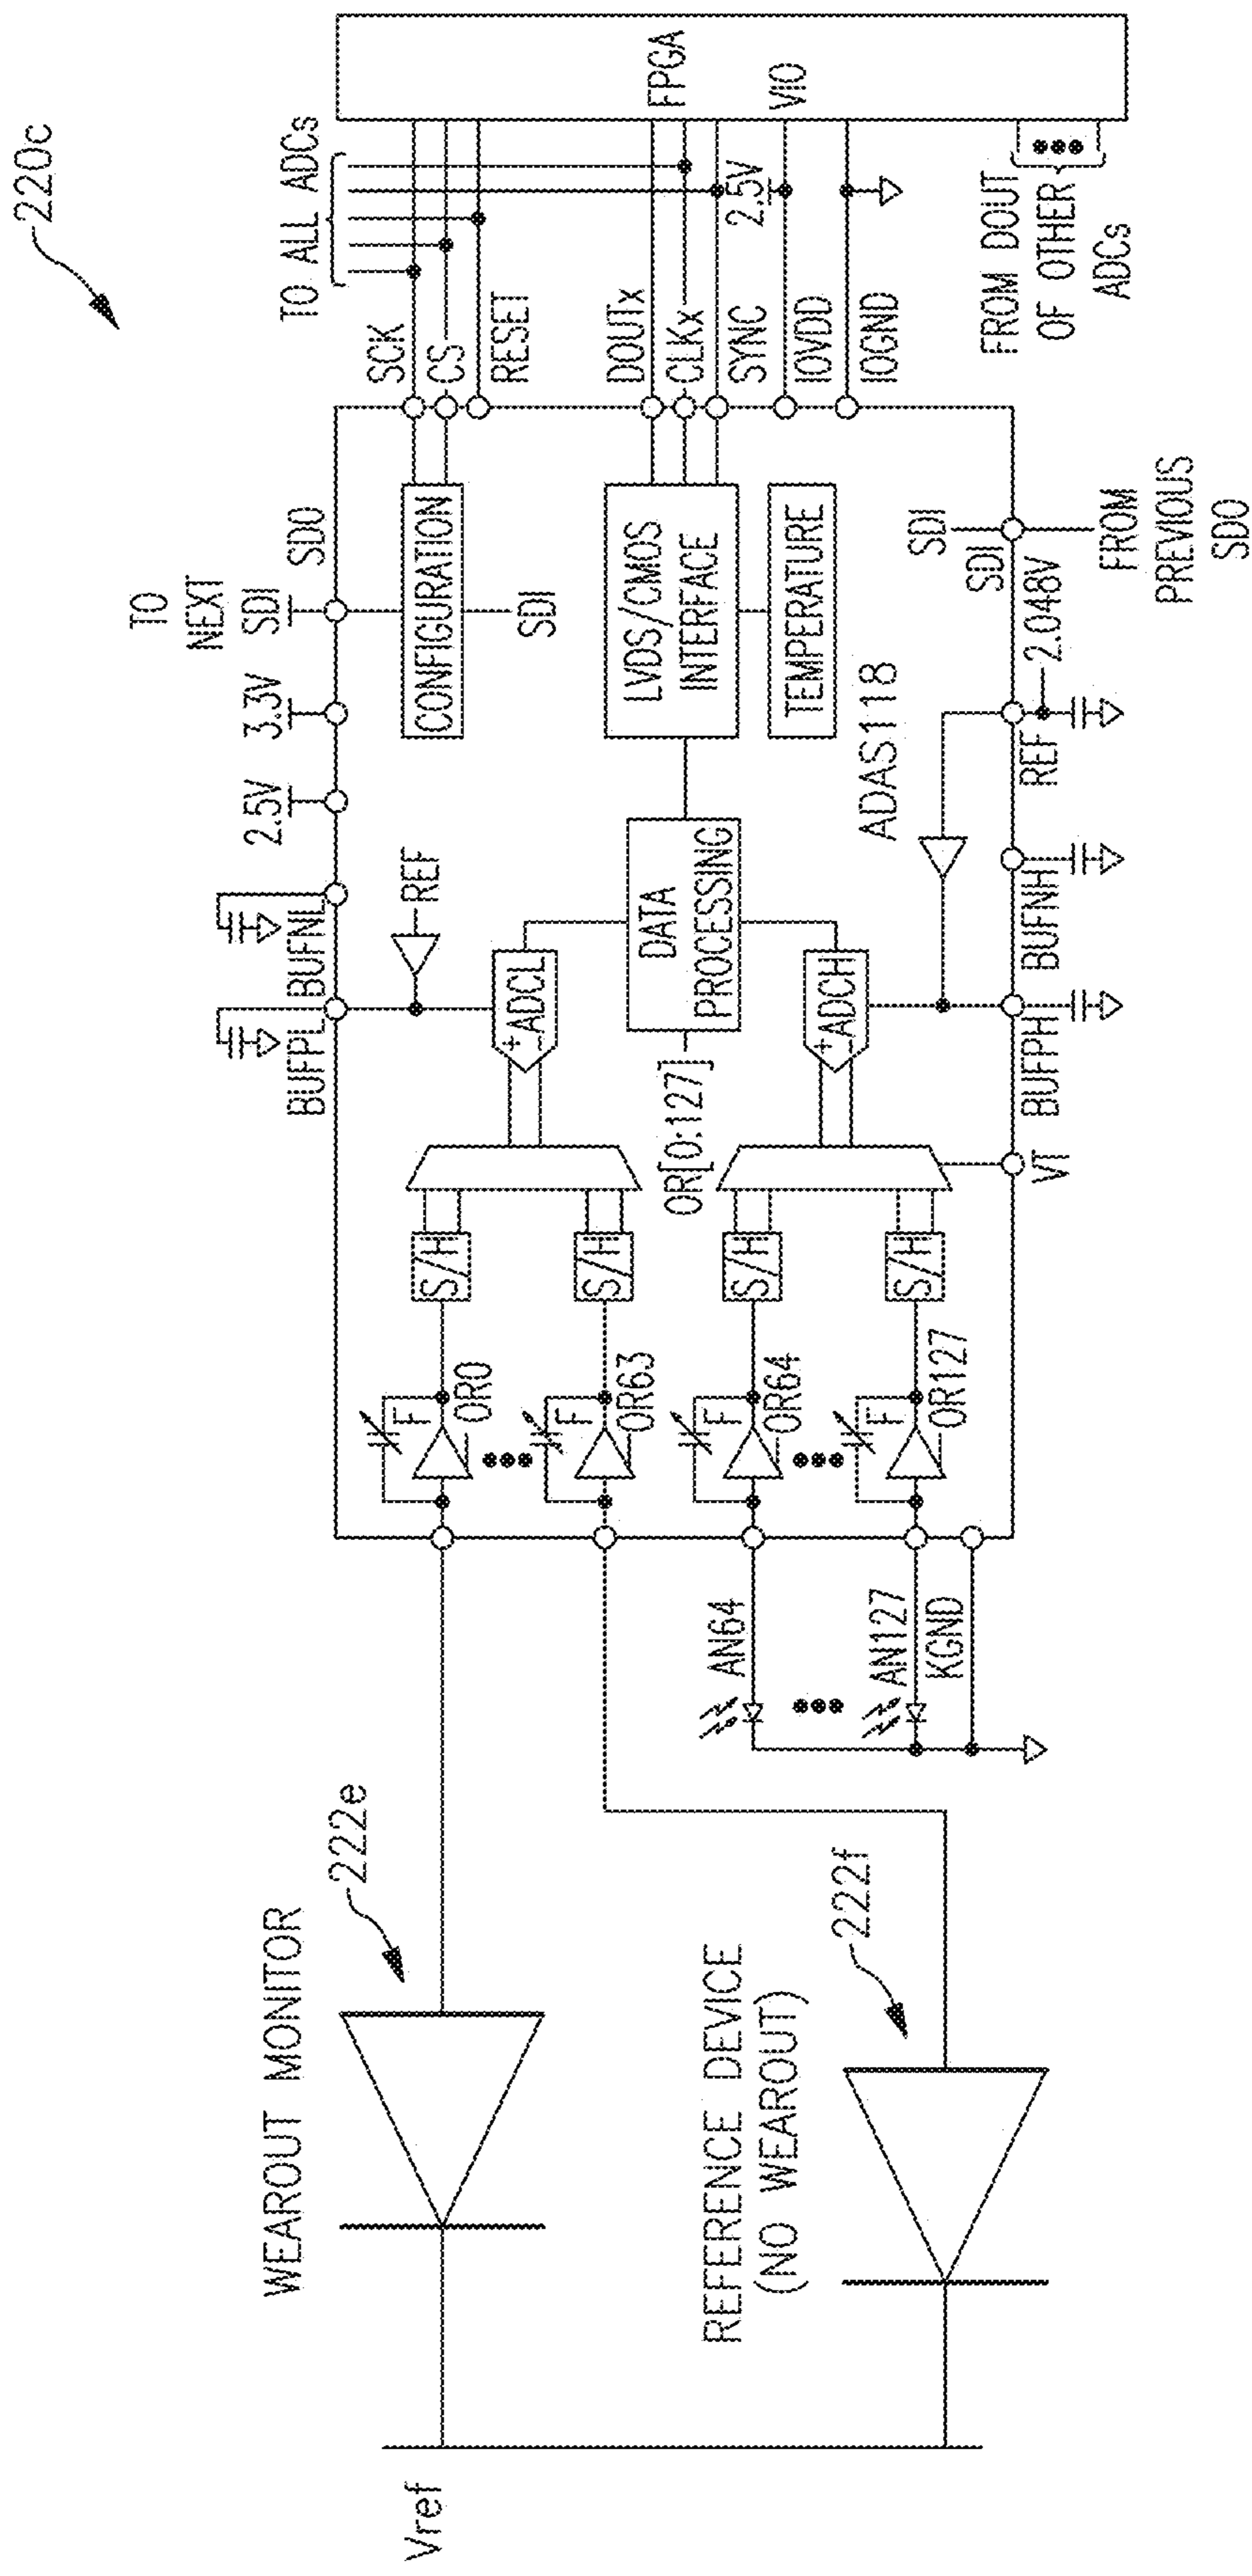 220c
TO ALL ADCs
FPGA
VIO
SCK
CS
RESET
DOUTx
CLKx
SYNC
2.5V
IOVDD
IOGND
FROM DOUT
OF OTHER
ADCs
TO
NEXT
SDI
SDO
3.3V
2.5V
CONFIGURATION
SDI
LVDS/CMOS
INTERFACE
TEMPERATURE
ADAS118
SDI
SDI
FROM
PREVIOUS
SDO
2.048V
REF
BUFNL
BUFPL
REF
ADCL
+
−
DATA
PROCESSING
OR[0:127]
ADCH
+
−
BUFNH
BUFPH
VT
S/H
S/H
S/H
S/H
F
OR0
F
OR63
F
OR64
F
OR127
AN64
AN127
KGND
WEAROUT MONITOR
222e
REFERENCE DEVICE
(NO WEAROUT)
222f
Vref